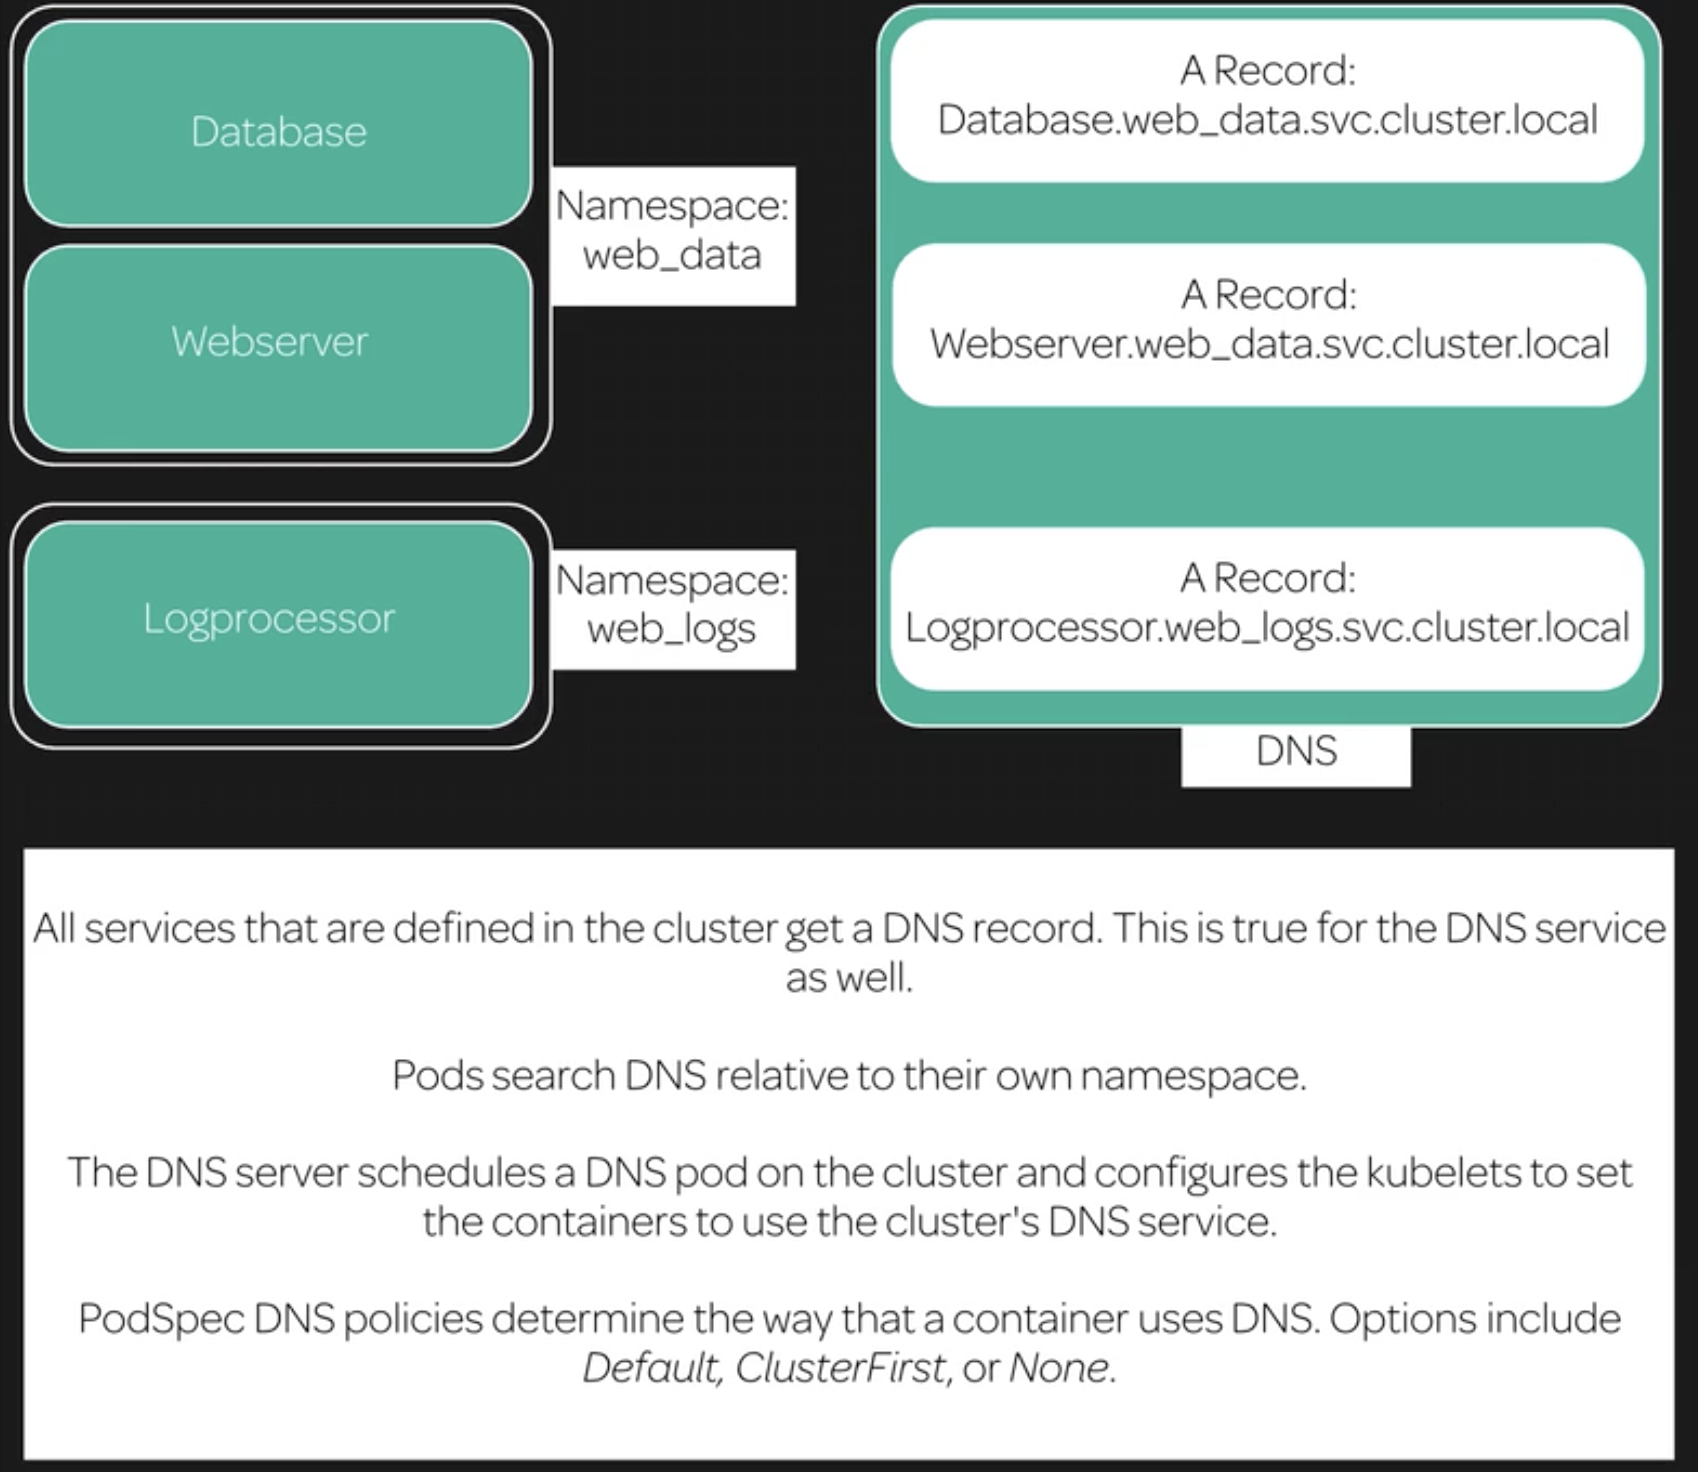 Database
Webserver
Namespace:
web_data
Logprocessor
Namespace:
web_logs
A Record:
Database.web_data.svc.cluster.local
A Record:
Webserver.web_data.svc.cluster.local
A Record:
Logprocessor.web_logs.svc.cluster.local
DNS
All services that are defined in the cluster get a DNS record. This is true for the DNS service
as well.
Pods search DNS relative to their own namespace.
The DNS server schedules a DNS pod on the cluster and configures the kubelets to set
the containers to use the cluster's DNS service.
PodSpec DNS policies determine the way that a container uses DNS. Options include
Default, ClusterFirst, or None.